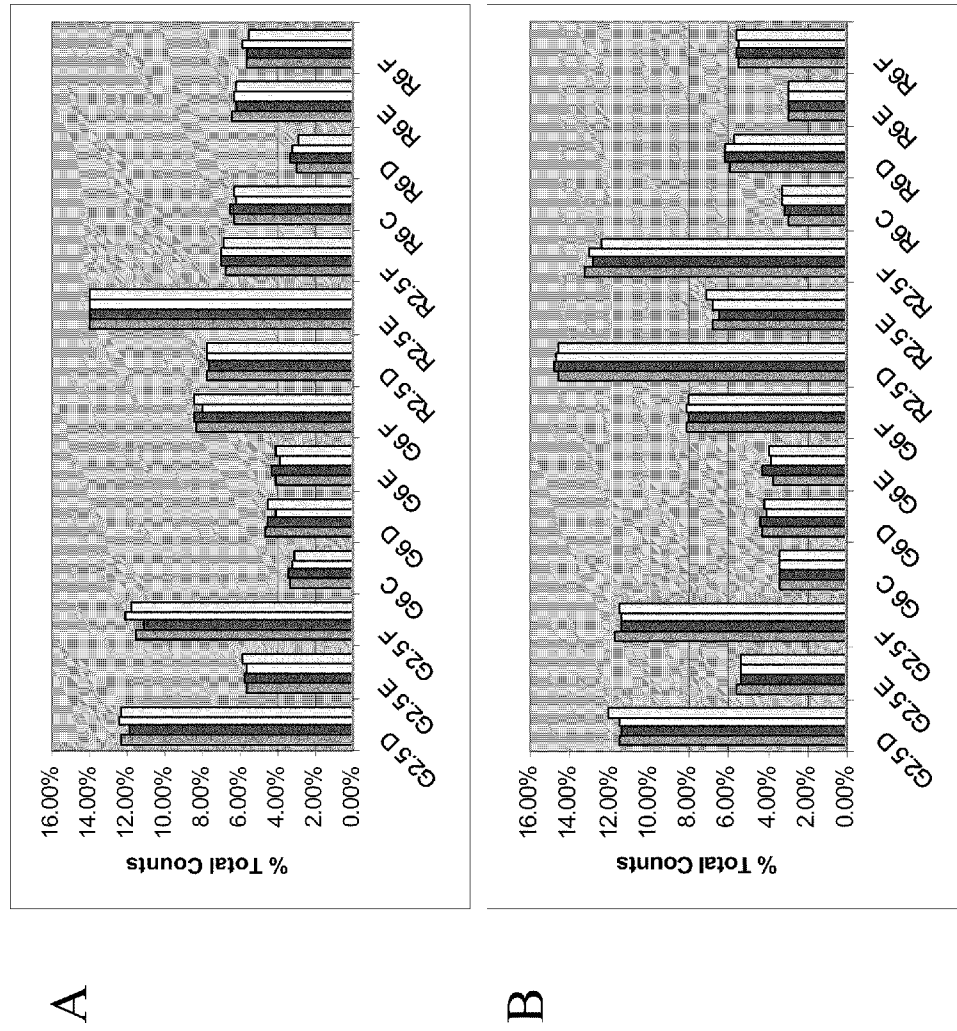 A
% Total Counts
16.00%
14.00%
12.00%
10.00%
8.00%
6.00%
4.00%
2.00%
0.00%
G2.5 D
G2.5 E
G2.5 F
G6 C
G6 D
G6 E
G6 F
R2.5 D
R2.5 E
R2.5 F
R6 C
R6 D
R6 E
R6 F
B
% Total Counts
16.00%
14.00%
12.00%
10.00%
8.00%
6.00%
4.00%
2.00%
0.00%
G2.5 D
G2.5 E
G2.5 F
G6 C
G6 D
G6 E
G6 F
R2.5 D
R2.5 E
R2.5 F
R6 C
R6 D
R6 E
R6 F